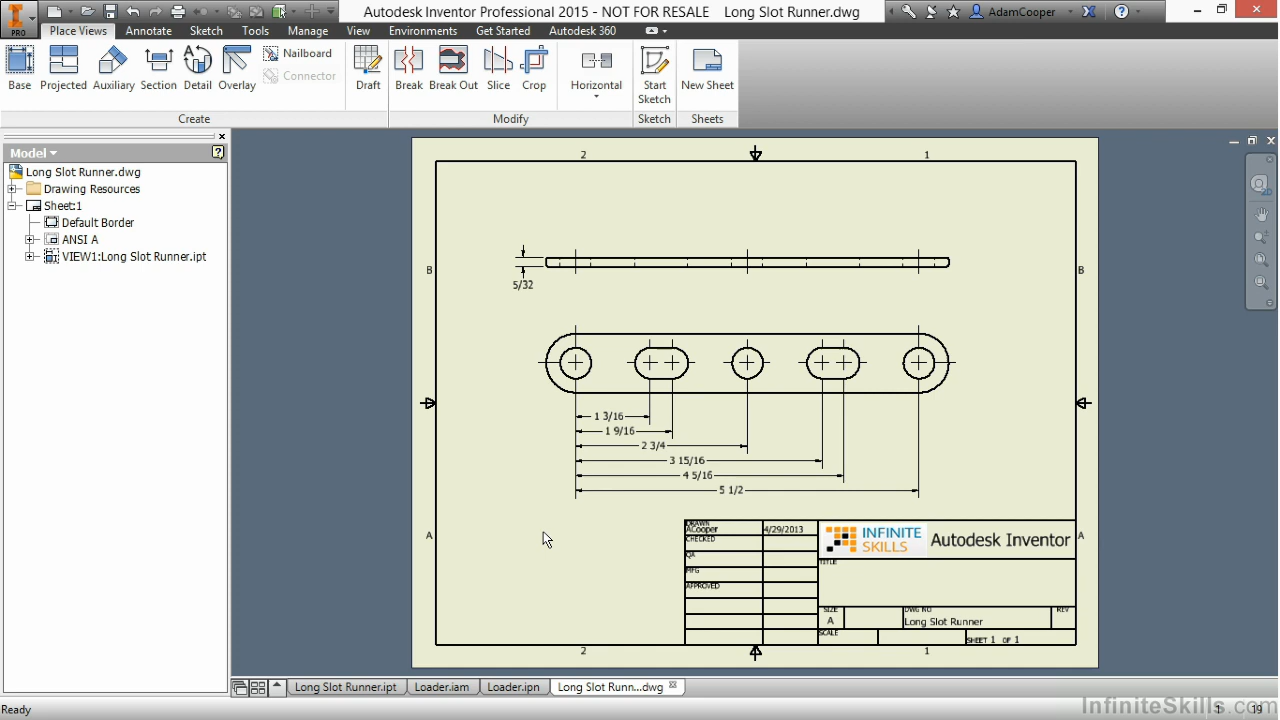 Autodesk Inventor Professional 2015 - NOT FOR RESALE Long Slot Runner.dwg
AdamCooper
PRO
Place Views Annotate Sketch Tools Manage View Environments Get Started Autodesk 360
Base Projected Auxiliary Section Detail Overlay
Nailboard
Connector
Draft
Break Break Out Slice Crop
Horizontal
Start Sketch
New Sheet
Create Modify Sketch Sheets
Model
Long Slot Runner.dwg
Drawing Resources
Sheet:1
Default Border
ANSI A
VIEW1:Long Slot Runner.ipt
2 1
B B
5/32
1 3/16
1 9/16
2 3/4
3 15/16
4 5/16
5 1/2
A A
DRAWN
ACooper 4/29/2013
CHECKED
QA
MFG
APPROVED
INFINITE SKILLS
Autodesk Inventor
TITLE
SIZE
A
DWG NO
Long Slot Runner
REV
SCALE
SHEET 1 OF 1
2 1
Long Slot Runner.ipt Loader.iam Loader.ipn Long Slot Runn...dwg
Ready
1 19
InfiniteSkills.com